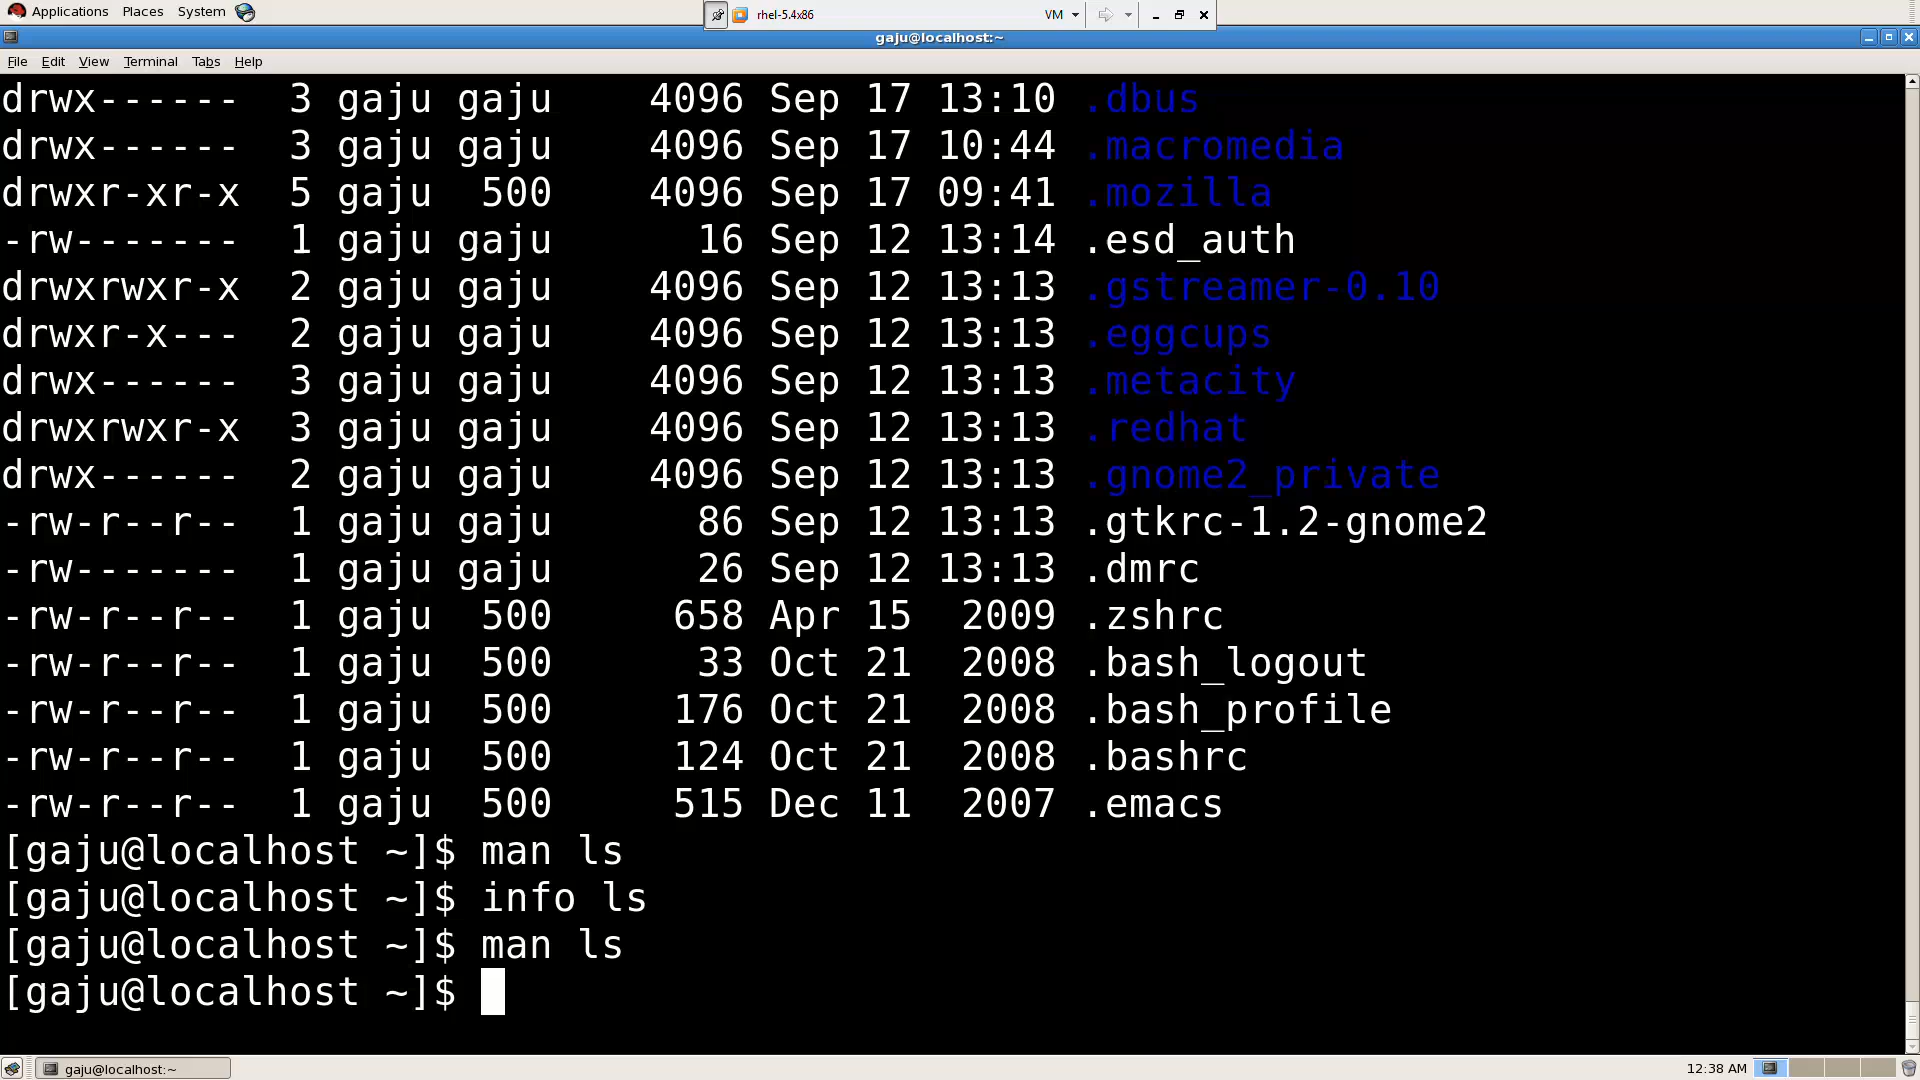 Applications Places System
rhel-5.4x86 VM
gaju@localhost:~
File Edit View Terminal Tabs Help
drwx------ 3 gaju gaju 4096 Sep 17 13:10 .dbus
drwx------ 3 gaju gaju 4096 Sep 17 10:44 .macromedia
drwxr-xr-x 5 gaju 500 4096 Sep 17 09:41 .mozilla
-rw------- 1 gaju gaju 16 Sep 12 13:14 .esd_auth
drwxrwxr-x 2 gaju gaju 4096 Sep 12 13:13 .gstreamer-0.10
drwxr-x--- 2 gaju gaju 4096 Sep 12 13:13 .eggcups
drwx------ 3 gaju gaju 4096 Sep 12 13:13 .metacity
drwxrwxr-x 3 gaju gaju 4096 Sep 12 13:13 .redhat
drwx------ 2 gaju gaju 4096 Sep 12 13:13 .gnome2_private
-rw-r--r-- 1 gaju gaju 86 Sep 12 13:13 .gtkrc-1.2-gnome2
-rw------- 1 gaju gaju 26 Sep 12 13:13 .dmrc
-rw-r--r-- 1 gaju 500 658 Apr 15 2009 .zshrc
-rw-r--r-- 1 gaju 500 33 Oct 21 2008 .bash_logout
-rw-r--r-- 1 gaju 500 176 Oct 21 2008 .bash_profile
-rw-r--r-- 1 gaju 500 124 Oct 21 2008 .bashrc
-rw-r--r-- 1 gaju 500 515 Dec 11 2007 .emacs
[gaju@localhost ~]$ man ls
[gaju@localhost ~]$ info ls
[gaju@localhost ~]$ man ls
[gaju@localhost ~]$
gaju@localhost:~ 12:38 AM